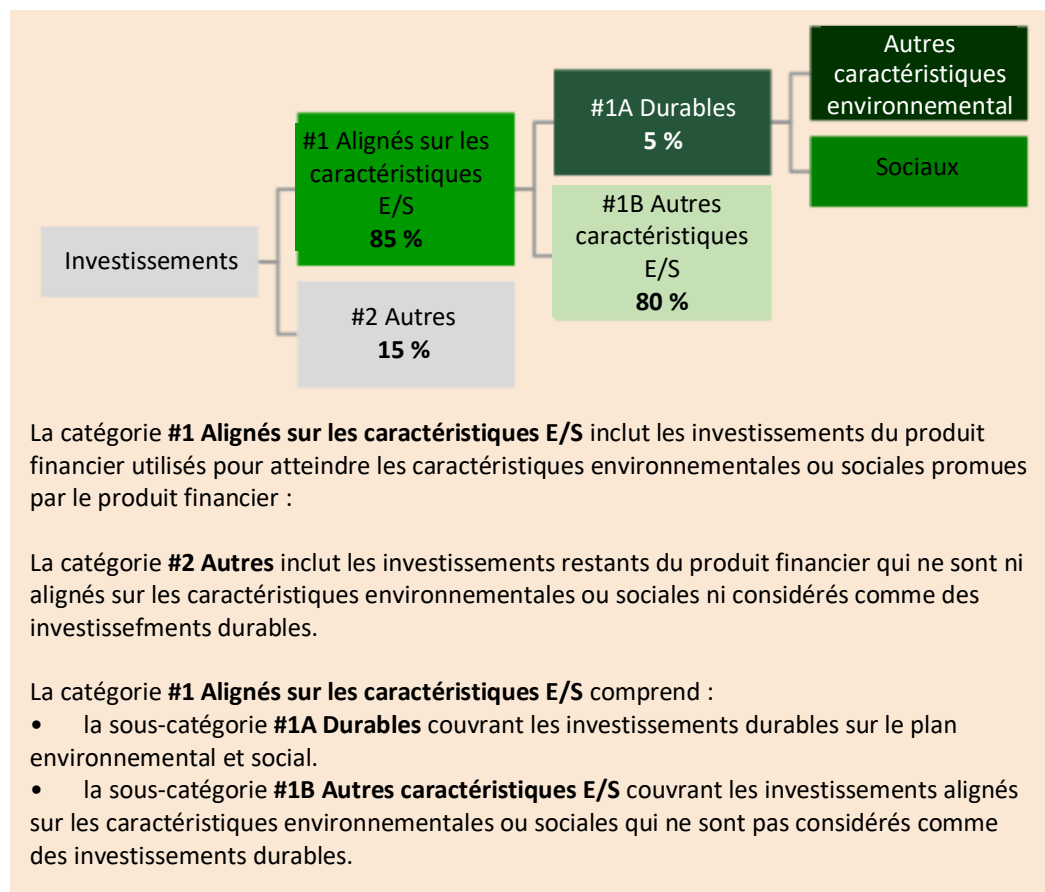 Autres
caractéristiques
environnemental
#1A Durables
5 %
#1 Alignés sur les
caractéristiques
E/S
85 %
Sociaux
#1B Autres
caractéristiques
E/S
80 %
Investissements
#2 Autres
15 %
La catégorie #1 Alignés sur les caractéristiques E/S inclut les investissements du produit
financier utilisés pour atteindre les caractéristiques environnementales ou sociales promues
par le produit financier :
La catégorie #2 Autres inclut les investissements restants du produit financier qui ne sont ni
alignés sur les caractéristiques environnementales ou sociales ni considérés comme des
investissefments durables.
La catégorie #1 Alignés sur les caractéristiques E/S comprend :
• la sous-catégorie #1A Durables couvrant les investissements durables sur le plan
environnemental et social.
• la sous-catégorie #1B Autres caractéristiques E/S couvrant les investissements alignés
sur les caractéristiques environnementales ou sociales qui ne sont pas considérés comme
des investissements durables.